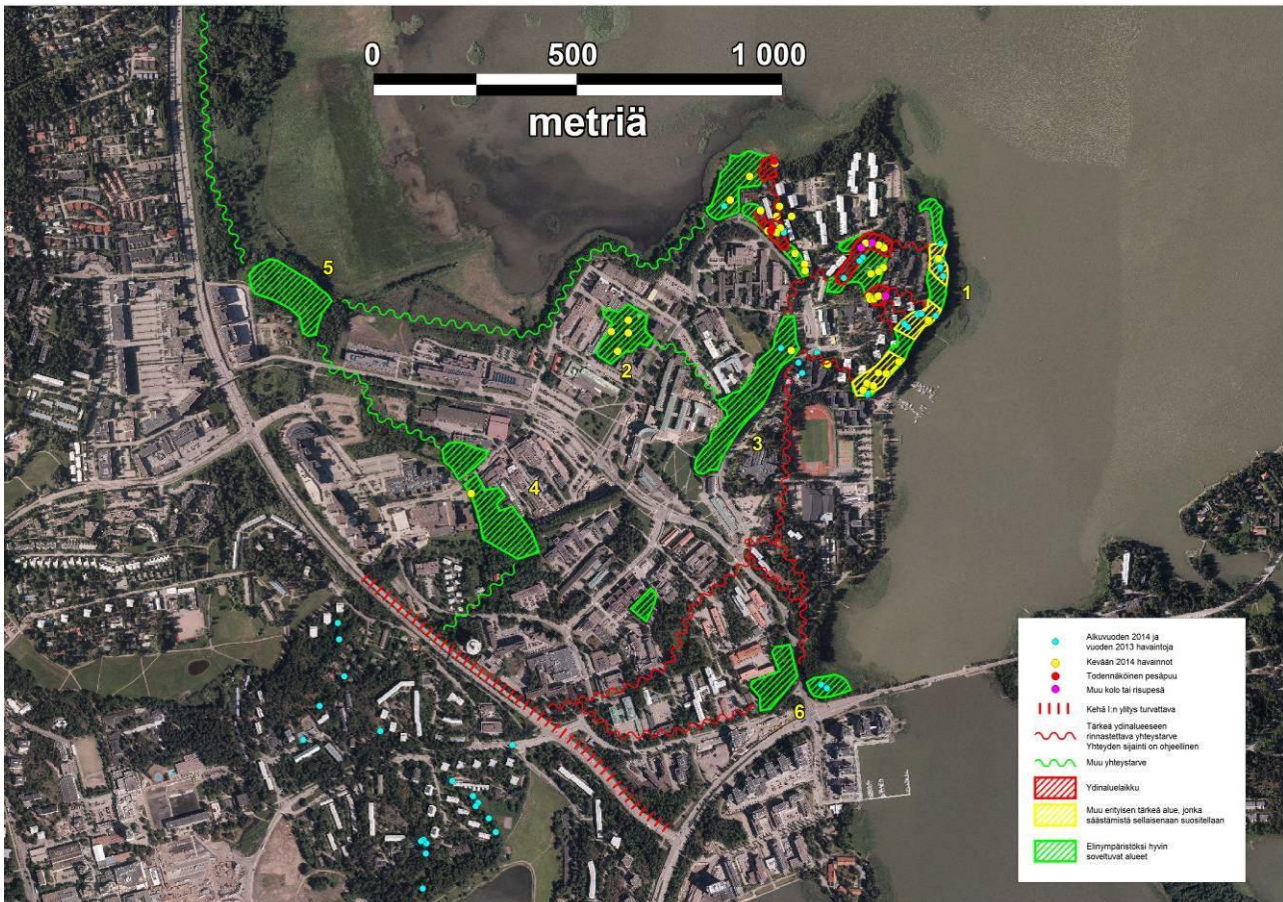 0 500 1 000
metriä
5
1
2
3
4
6
Alkuvuoden 2014 ja
vuoden 2013 havaintoja
Kevään 2014 havainnot
Todennäköinen pesäpuu
Muu kolo tai risupesä
Kehä I:n ylitys turvattava
Tärkeä ydinalueeseen
rinnastettava yhteystarve
Yhteyden sijainti on ohjeellinen
Muu yhteystarve
Ydinaluelaikku
Muu erityisen tärkeä alue, jonka
säästämistä sellaisenaan suositellaan
Elinympäristöksi hyvin
soveltuvat alueet